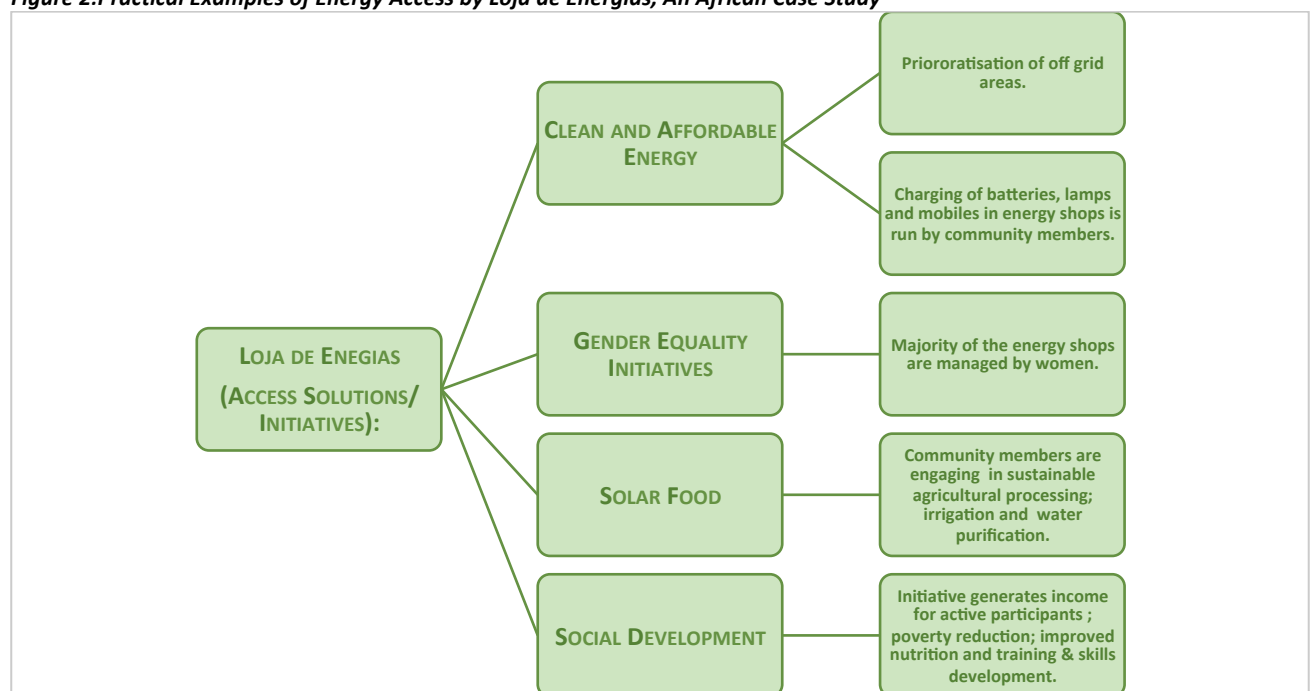 Figure 2.Practical Examples of Energy Access by Loja de Energias, An African Case Study
LOJA DE ENEGIAS
(ACCESS SOLUTIONS/
INITIATIVES):
CLEAN AND AFFORDABLE
ENERGY
Priororatisation of off grid
areas.
Charging of batteries, lamps
and mobiles in energy shops is
run by community members.
GENDER EQUALITY
INITIATIVES
Majority of the energy shops
are managed by women.
SOLAR FOOD
Community members are
engaging in sustainable
agricultural processing;
irrigation and water
purification.
SOCIAL DEVELOPMENT
Initiative generates income
for active participants ;
poverty reduction; improved
nutrition and training & skills
development.